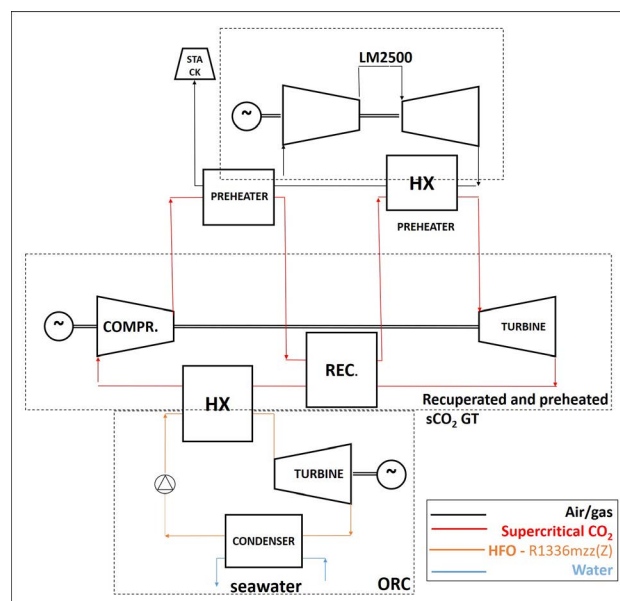 LM2500
STA
CK
~
PREHEATER
HX
PREHEATER
~
COMPR.
TURBINE
REC.
HX
Recuperated and preheated
sCO₂ GT
TURBINE
~
CONDENSER
seawater
ORC
Air/gas
Supercritical CO₂
HFO - R1336mzz(Z)
Water